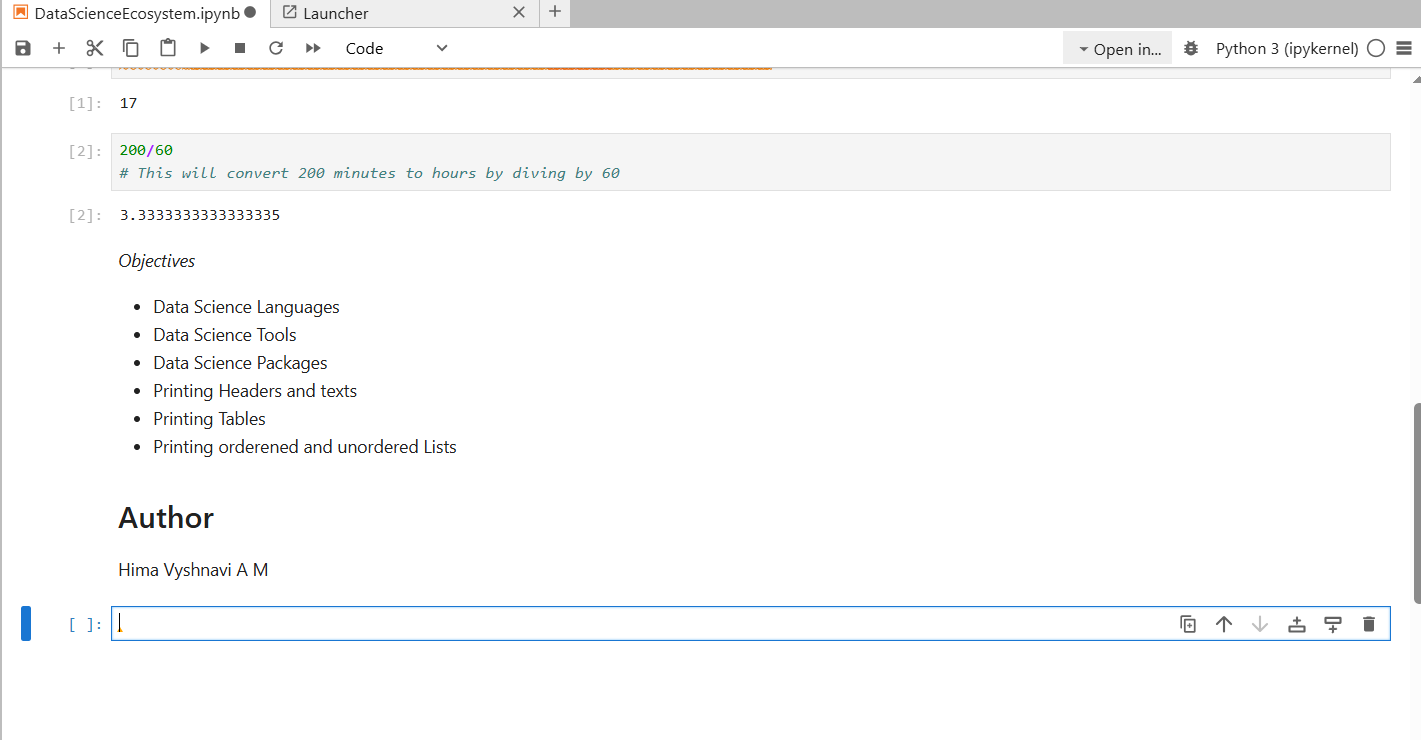 DataScienceEcosystem.ipynb
Launcher
Code
Open in...
Python 3 (ipykernel)
[1]:
17
[2]:
200/60
# This will convert 200 minutes to hours by diving by 60
[2]:
3.3333333333333335
Objectives
• Data Science Languages
• Data Science Tools
• Data Science Packages
• Printing Headers and texts
• Printing Tables
• Printing orderened and unordered Lists
Author
Hima Vyshnavi A M
[ ]: